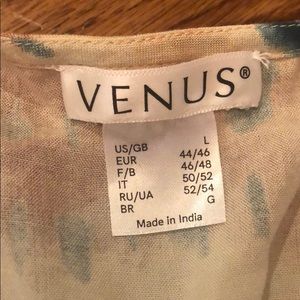 VENUS®
US/GB L
EUR 44/46
F/B 46/48
IT 50/52
RU/UA 52/54
BR G
Made in India